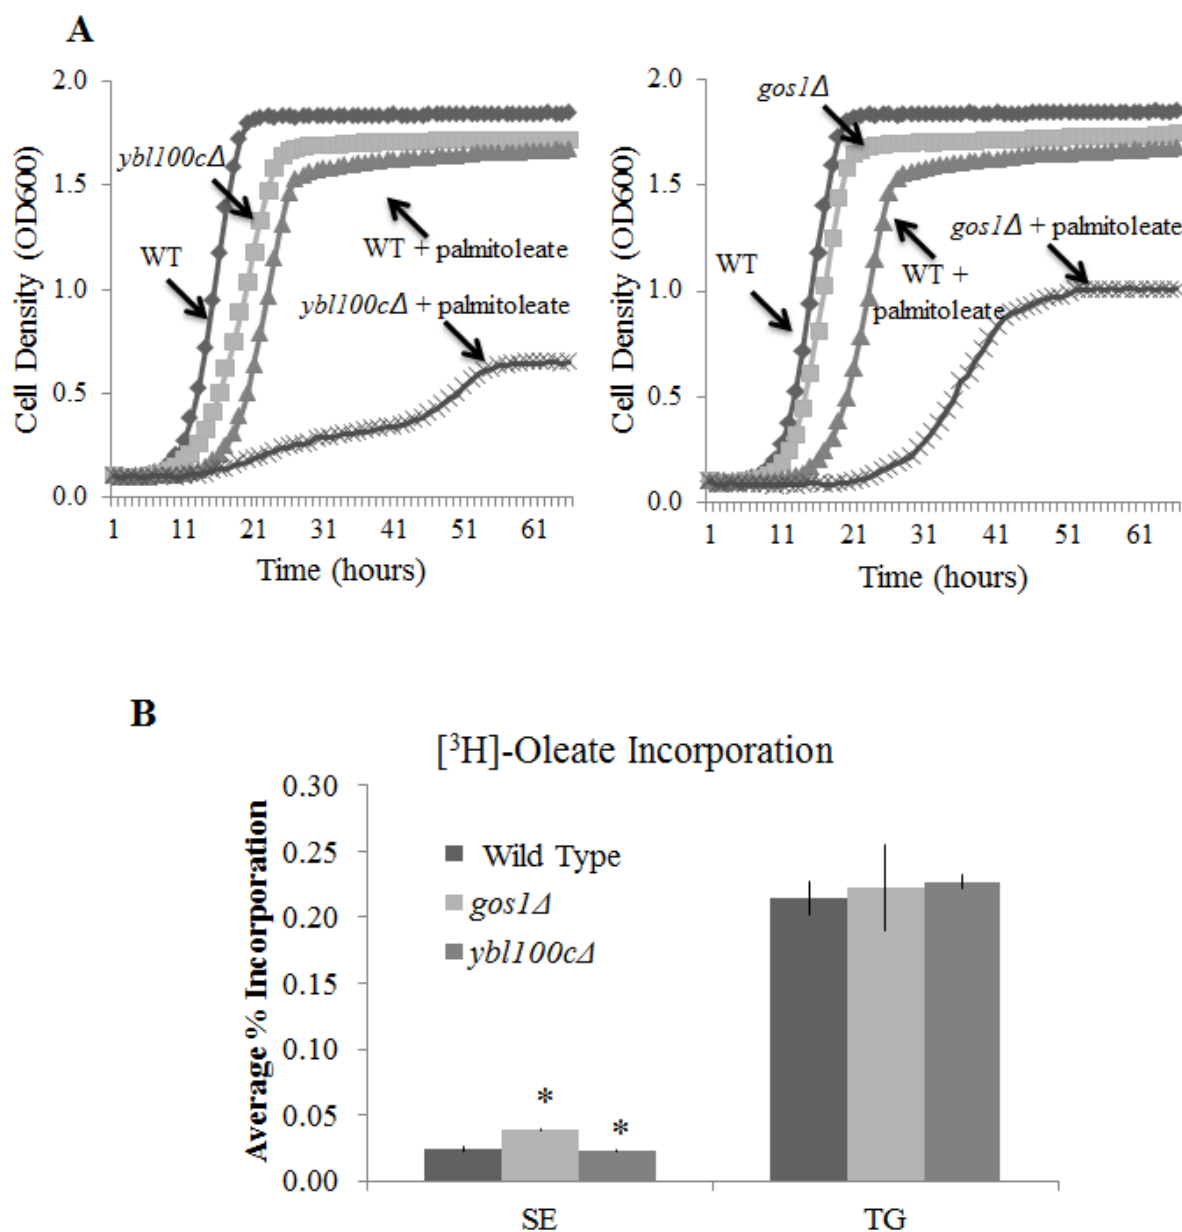 A
2.0
1.5
1.0
0.5
0.0
Cell Density (OD600)
ybl100cΔ
WT
WT + palmitoleate
ybl100cΔ + palmitoleate
1 11 21 31 41 51 61
Time (hours)
2.0
1.5
1.0
0.5
0.0
Cell Density (OD600)
gos1Δ
gos1Δ + palmitoleate
WT
WT +
palmitoleate
1 11 21 31 41 51 61
Time (hours)
B
[³H]-Oleate Incorporation
0.30
0.25
0.20
0.15
0.10
0.05
0.00
Average % Incorporation
Wild Type
gos1Δ
ybl100cΔ
*
*
SE TG